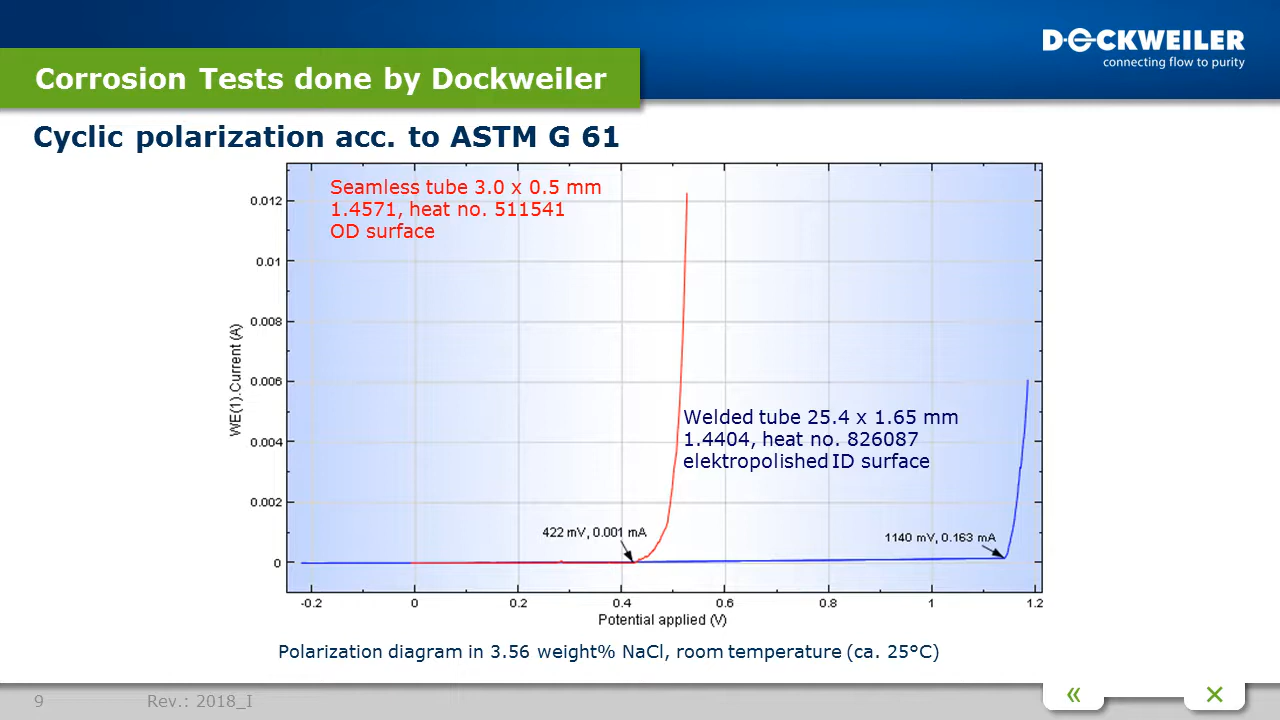 DOCKWEILER
connecting flow to purity
Corrosion Tests done by Dockweiler
Cyclic polarization acc. to ASTM G 61
Seamless tube 3.0 x 0.5 mm
1.4571, heat no. 511541
OD surface
0.012
0.01
0.008
0.006
0.004
0.002
0
WE(1).Current (A)
Welded tube 25.4 x 1.65 mm
1.4404, heat no. 826087
elektropolished ID surface
422 mV, 0.001 mA
1140 mV, 0.163 mA
-0.2 0 0.2 0.4 0.6 0.8 1 1.2
Potential applied (V)
Polarization diagram in 3.56 weight% NaCl, room temperature (ca. 25°C)
9 Rev.: 2018_I
« ×